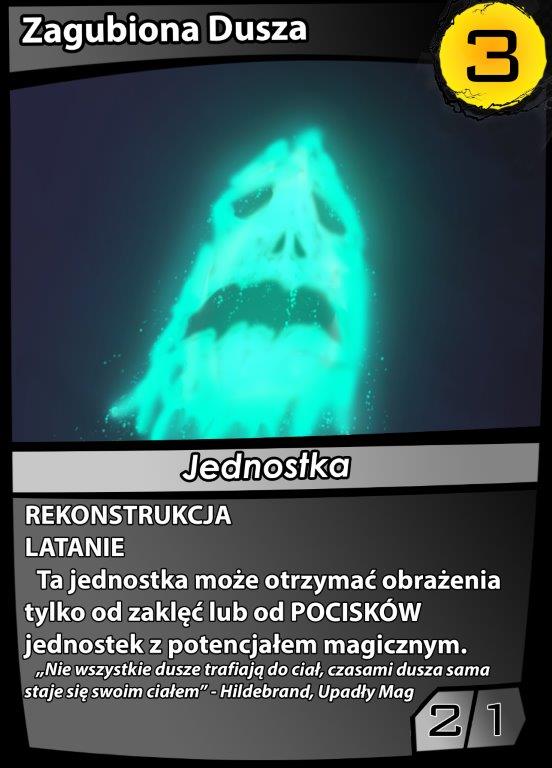 Zagubiona Dusza
3
Jednostka
REKONSTRUKCJA
LATANIE
Ta jednostka może otrzymać obrażenia
tylko od zaklęć lub od POCISKÓW
jednostek z potencjałem magicznym.
„Nie wszystkie dusze trafiają do ciał, czasami dusza sama
staje się swoim ciałem” - Hildebrand, Upadły Mag
2/1